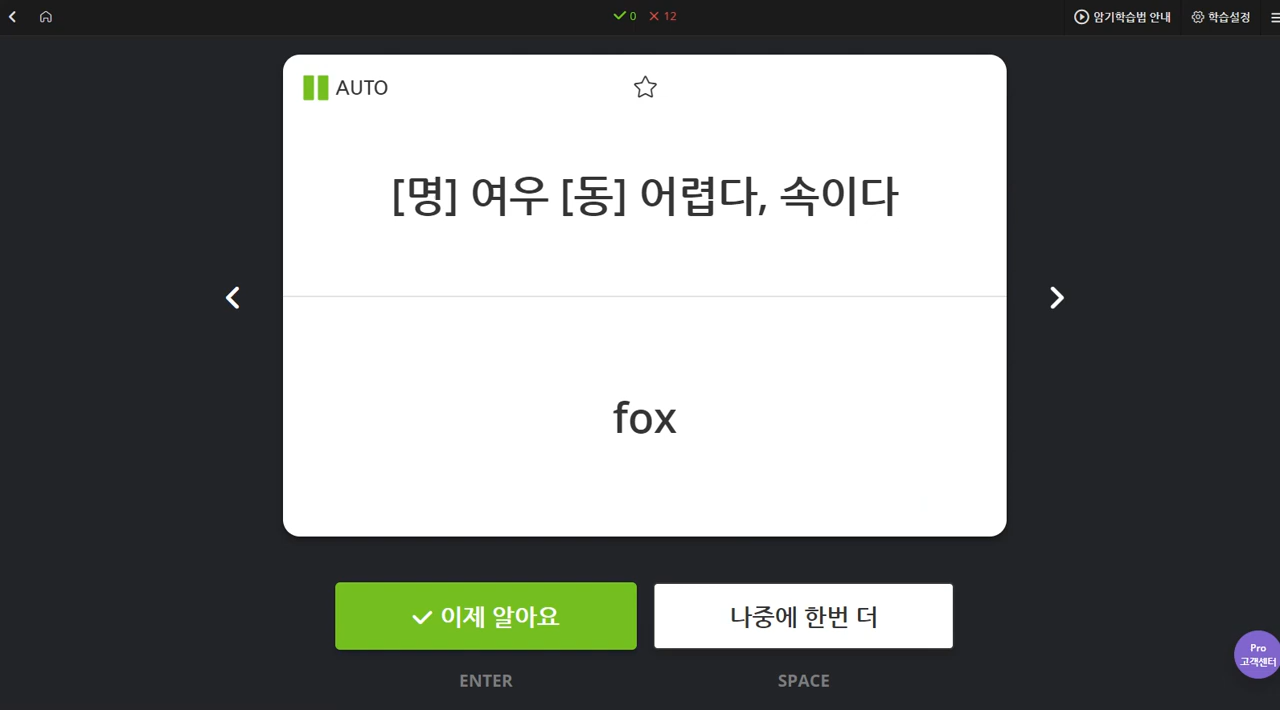 0 12
암기학습법 안내
학습설정
AUTO
[명] 여우 [동] 어렵다, 속이다
fox
이제 알아요
나중에 한번 더
ENTER
SPACE
Pro
고객센터